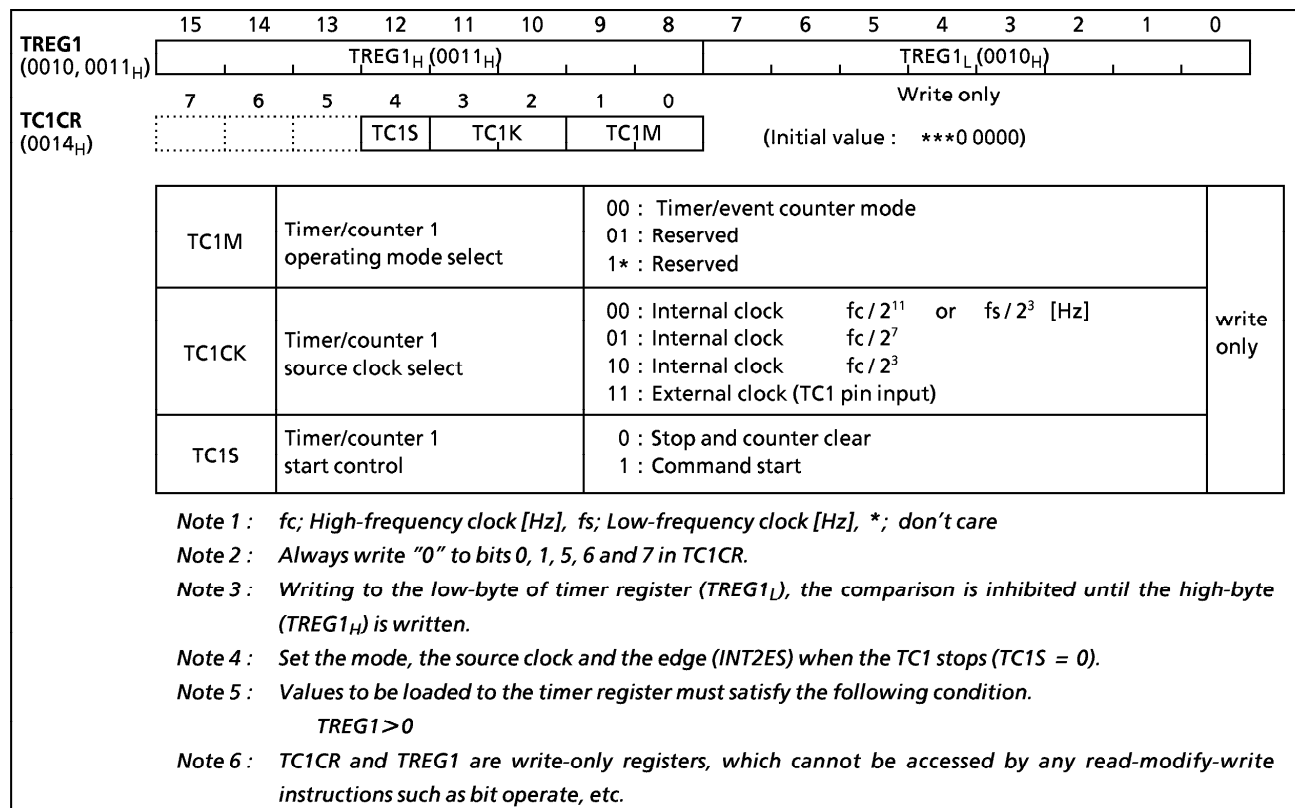 15 14 13 12 11 10 9 8 7 6 5 4 3 2 1 0
TREG1
(0010, 0011H)
TREG1H (0011H) TREG1L (0010H)
Write only
7 6 5 4 3 2 1 0
TC1CR
(0014H)
TC1S TC1K TC1M (Initial value : ***0 0000)
TC1M
Timer/counter 1
operating mode select
00 : Timer/event counter mode
01 : Reserved
1* : Reserved
TC1CK
Timer/counter 1
source clock select
00 : Internal clock fc / 2¹¹ or fs / 2³ [Hz]
01 : Internal clock fc / 2⁷
10 : Internal clock fc / 2³
11 : External clock (TC1 pin input)
TC1S
Timer/counter 1
start control
0 : Stop and counter clear
1 : Command start
write
only
Note 1 : fc; High-frequency clock [Hz], fs; Low-frequency clock [Hz], *; don't care
Note 2 : Always write "0" to bits 0, 1, 5, 6 and 7 in TC1CR.
Note 3 : Writing to the low-byte of timer register (TREG1L), the comparison is inhibited until the high-byte
(TREG1H) is written.
Note 4 : Set the mode, the source clock and the edge (INT2ES) when the TC1 stops (TC1S = 0).
Note 5 : Values to be loaded to the timer register must satisfy the following condition.
TREG1>0
Note 6 : TC1CR and TREG1 are write-only registers, which cannot be accessed by any read-modify-write
instructions such as bit operate, etc.